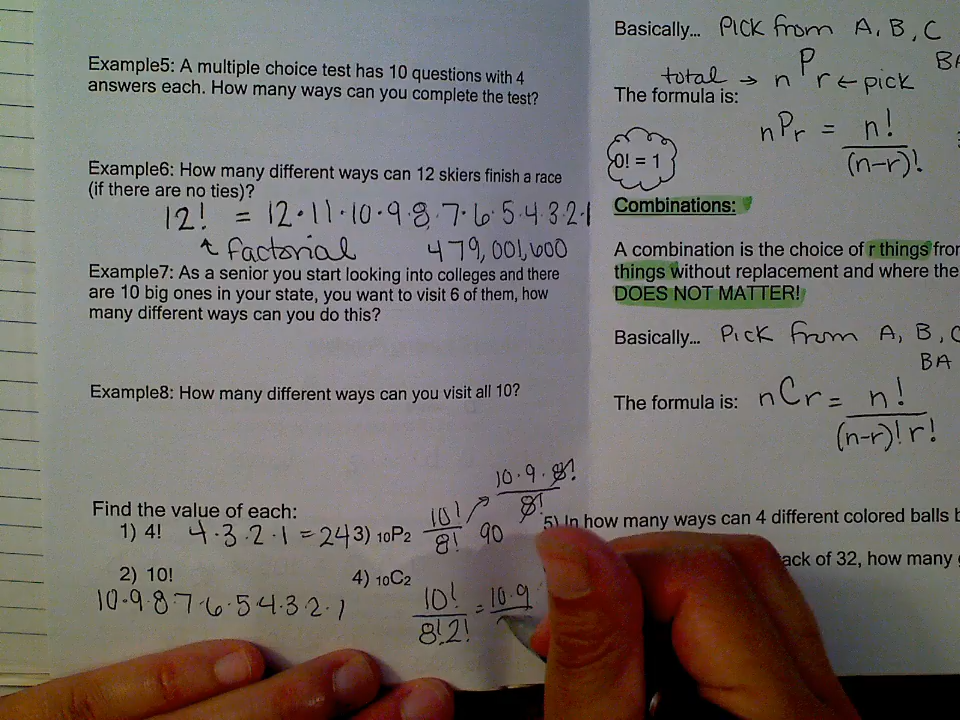 Example5: A multiple choice test has 10 questions with 4
answers each. How many ways can you complete the test?
Example6: How many different ways can 12 skiers finish a race
(if there are no ties)?
12! = 12·11·10·9·8·7·6·5·4·3·2·1
↑ factorial 479,001,600
Example7: As a senior you start looking into colleges and there
are 10 big ones in your state, you want to visit 6 of them, how
many different ways can you do this?
Example8: How many different ways can you visit all 10?
Find the value of each:
1) 4! 4·3·2·1 = 24
2) 10!
10·9·8·7·6·5·4·3·2·1
3) 10P2 10!/8! → 10·9·8!/8!
90
4) 10C2 10!/8!2! = 10·9
Basically... PICK from A, B, C
BA
total → nPr ← pick
The formula is:
nPr = n!/(n-r)!
0! = 1
Combinations:
A combination is the choice of r things from
things without replacement and where the
DOES NOT MATTER!
Basically... PICK from A, B, C
BA
The formula is: nCr = n!/(n-r)!r!
5) In how many ways can 4 different colored balls b
ack of 32, how many